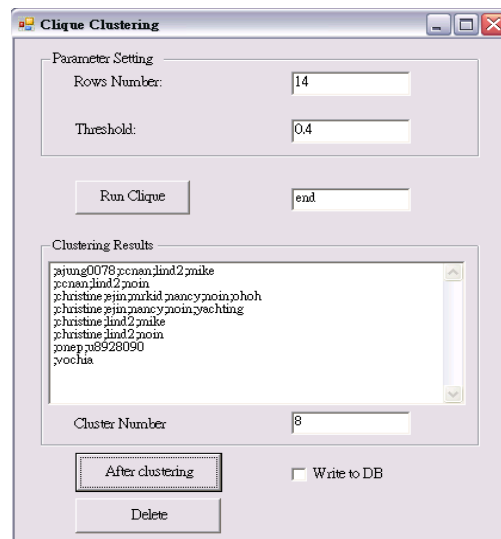 Clique Clustering
Parameter Setting
Rows Number: 14
Threshold: 0.4
Run Clique end
Clustering Results
;ajung0078;ccnan;lind2;mike
;ccnan;lind2;noin
;christine;ejin;mrkid;nancy;noin;ohoh
;christine;ejin;nancy;noin;yachting
;christine;lind2;mike
;christine;lind2;noin
;onep;u8928090
;vochia
Cluster Number 8
After clustering Write to DB
Delete